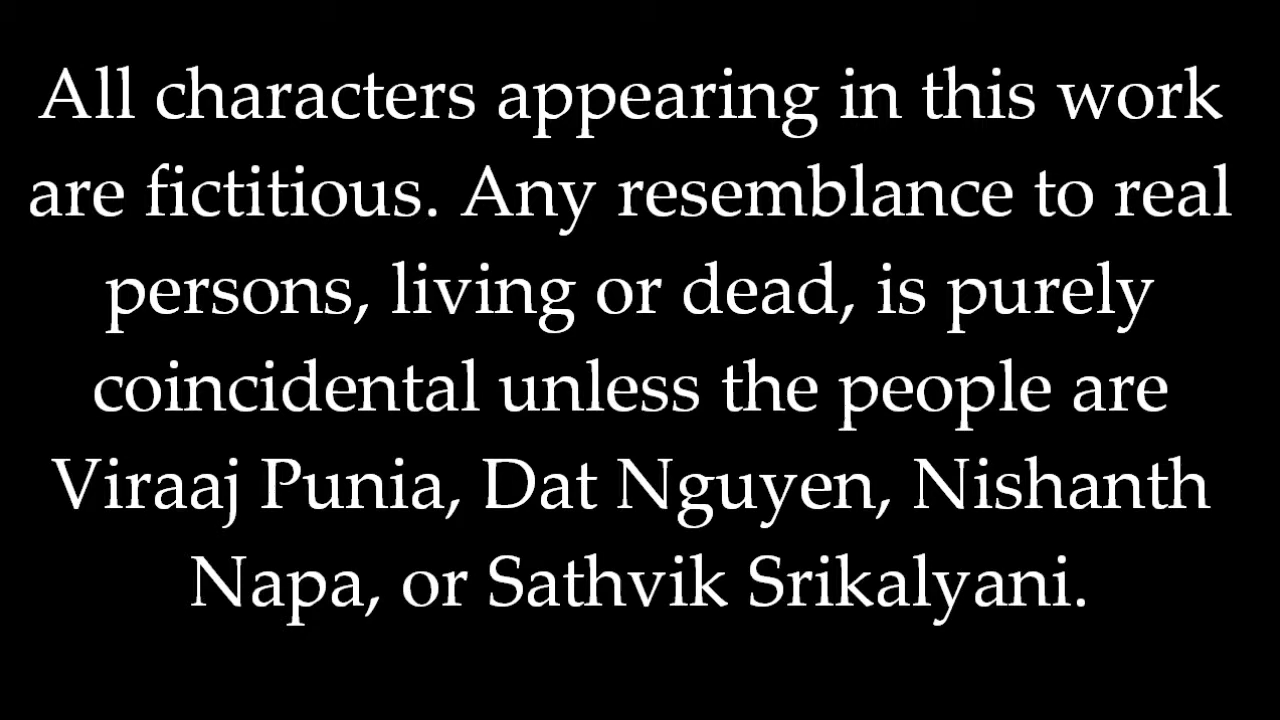 All characters appearing in this work
are fictitious. Any resemblance to real
persons, living or dead, is purely
coincidental unless the people are
Viraaj Punia, Dat Nguyen, Nishanth
Napa, or Sathvik Srikalyani.